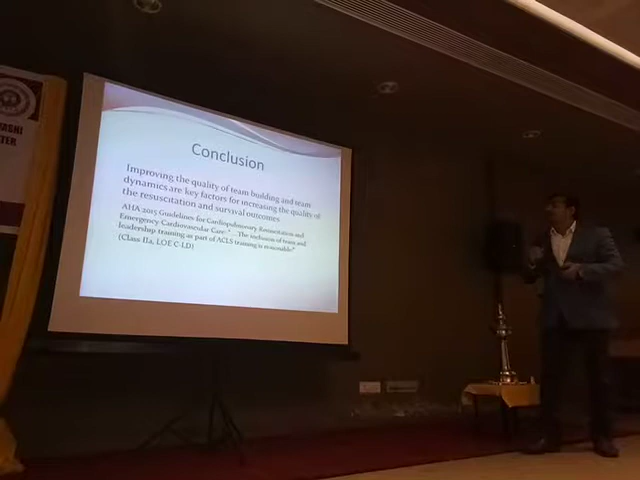 ASHI
TER
Conclusion
Improving the quality of team building and team
dynamics are key factors for increasing the quality of
the resuscitation and survival outcomes
AHA 2015 Guidelines for Cardiopulmonary Resuscitation and
Emergency Cardiovascular Care "...The inclusion of team and
leadership training as part of ACLS training is reasonable"
(Class IIa, LOE C-LD)